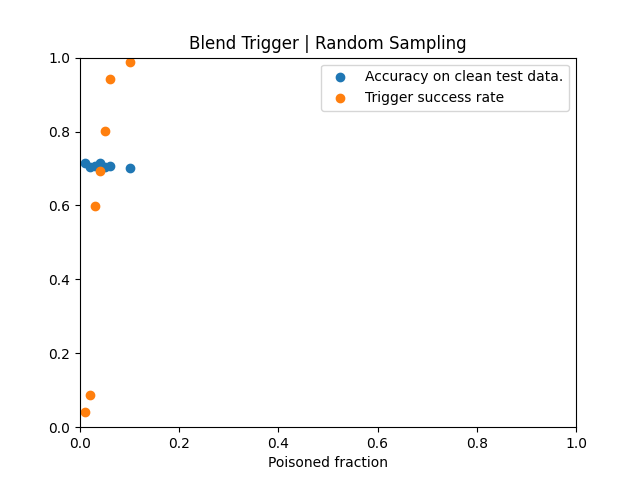 Blend Trigger | Random Sampling
Accuracy on clean test data.
Trigger success rate
1.0
0.8
0.6
0.4
0.2
0.0
0.0 0.2 0.4 0.6 0.8 1.0
Poisoned fraction